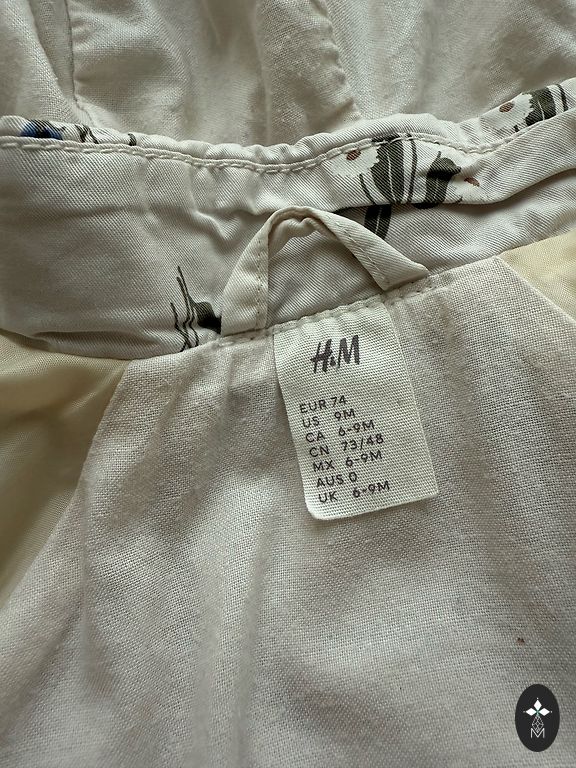 H&M
EUR 74
US 9M
CA 6-9M
CN 73/48
MX 6-9M
AUS 0
UK 6-9M
M